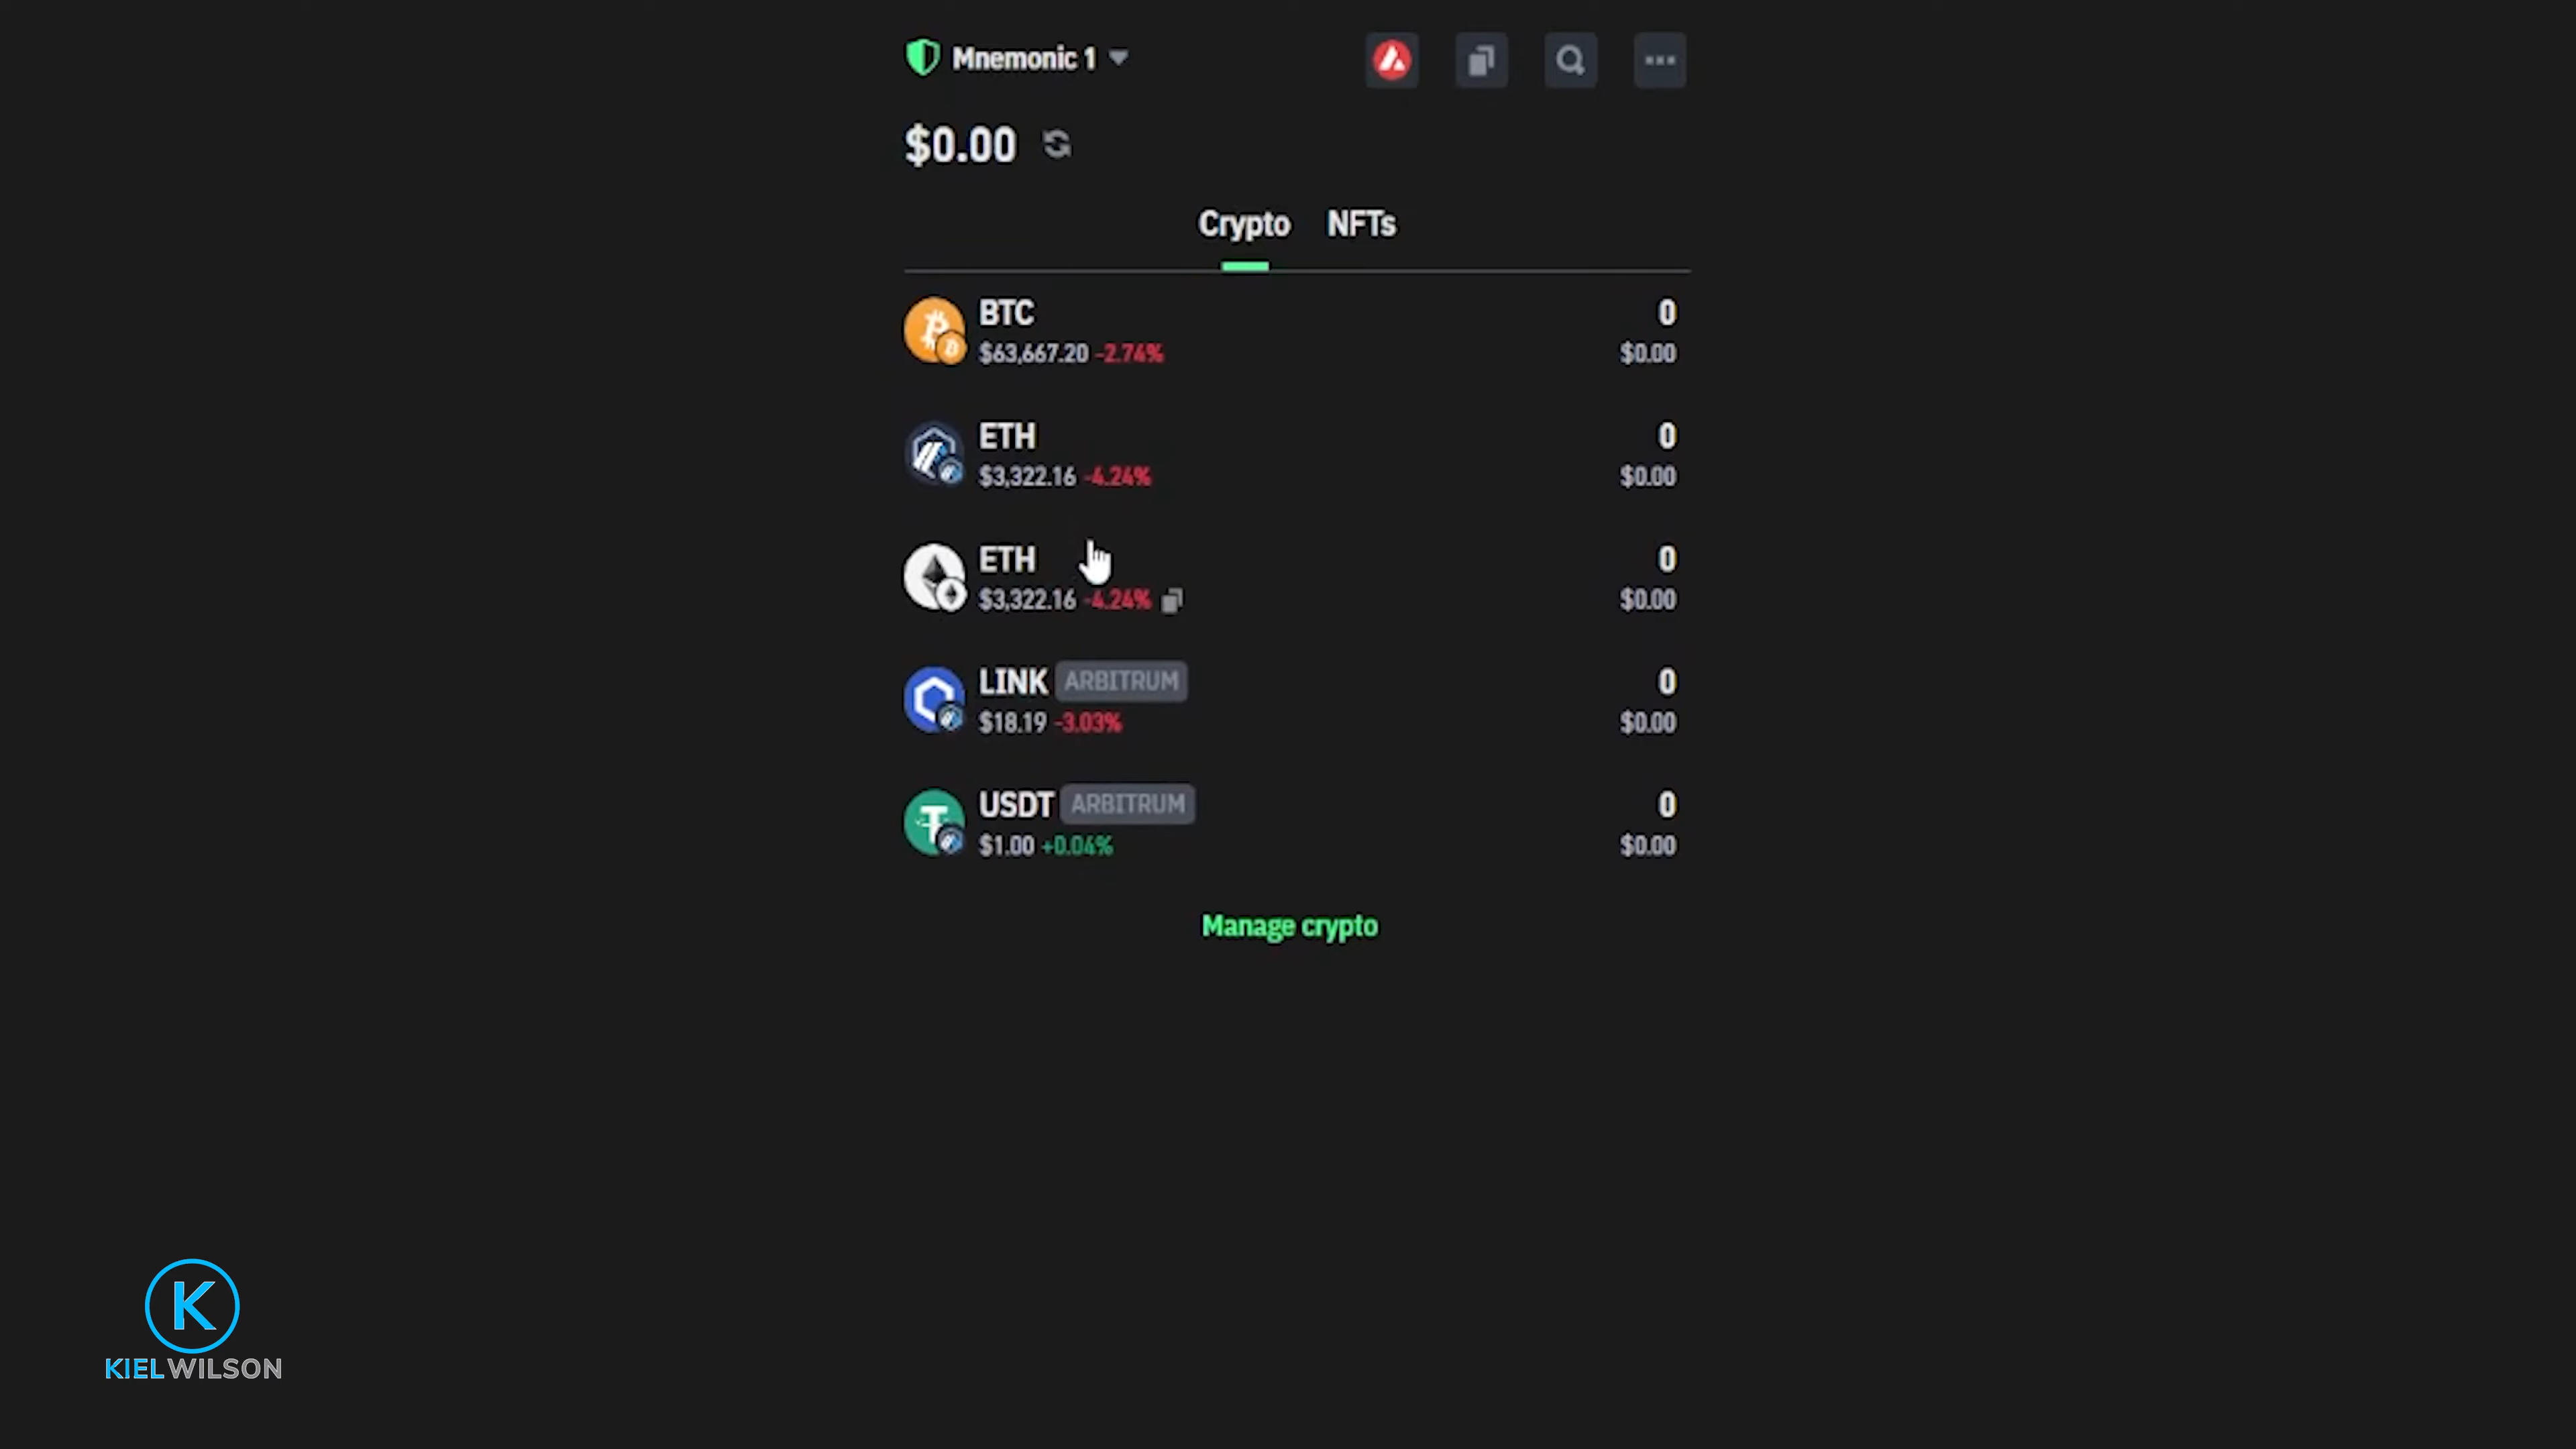 Mnemonic 1
$0.00
Crypto NFTs
BTC 0
$63,667.20 -2.74% $0.00
ETH 0
$3,322.16 -4.24% $0.00
ETH 0
$3,322.16 -4.24% $0.00
LINK ARBITRUM 0
$18.19 -3.03% $0.00
USDT ARBITRUM 0
$1.00 +0.04% $0.00
Manage crypto
K
KIELWILSON